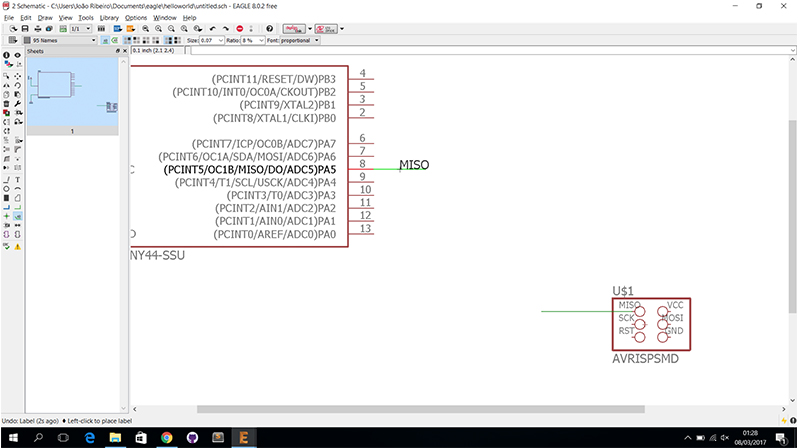 2 Schematic - C:\Users\João Ribeiro\Documents\eagle\helloworld\untitled.sch - EAGLE 8.0.2 free
File Edit Draw View Tools Library Options Window Help
1/1
95 Names Size: 0.07 Ratio: 8 % Font: proportional
Sheets
0.1 inch (2.1 2.4)
1
(PCINT11/RESET/DW)PB3 4
(PCINT10/INT0/OC0A/CKOUT)PB2 5
(PCINT9/XTAL2)PB1 3
(PCINT8/XTAL1/CLKI)PB0 2
(PCINT7/ICP/OC0B/ADC7)PA7 6
(PCINT6/OC1A/SDA/MOSI/ADC6)PA6 7
(PCINT5/OC1B/MISO/DO/ADC5)PA5 8 MISO
(PCINT4/T1/SCL/USCK/ADC4)PA4 9
(PCINT3/T0/ADC3)PA3 10
(PCINT2/AIN1/ADC2)PA2 11
(PCINT1/AIN0/ADC1)PA1 12
(PCINT0/AREF/ADC0)PA0 13
C
D
NY44-SSU
U$1
MISO VCC
SCK MOSI
RST GND
AVRISPSMD
Undo: Label (2s ago) Left-click to place label
01:28
08/03/2017